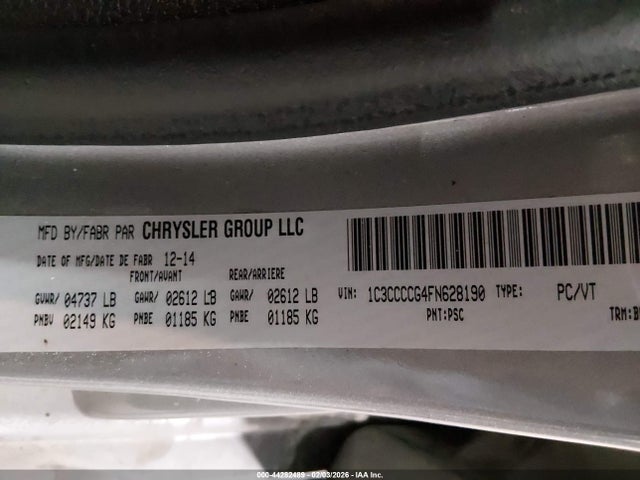 MFD BY/FABR PAR CHRYSLER GROUP LLC
DATE OF MFG/DATE DE FABR 12-14
FRONT/AVANT REAR/ARRIERE
GVWR/ 04737 LB GAWR/ 02612 LB GAWR/ 02612 LB VIN: 1C3CCCCG4FN628190 TYPE: PC/VT
PNBV 02149 KG PNBE 01185 KG PNBE 01185 KG PNT:PSC TRM:
000-44282489 - 02/03/2026 - IAA Inc.